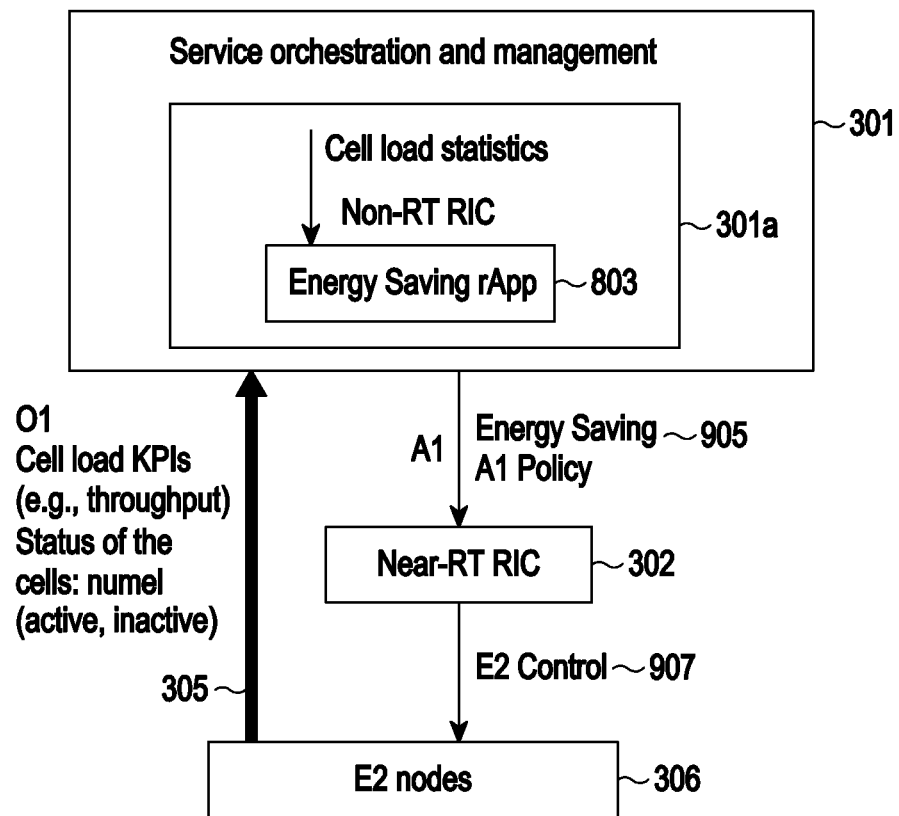 Service orchestration and management
301
Cell load statistics
Non-RT RIC
301a
Energy Saving rApp
803
O1
Cell load KPIs
(e.g., throughput)
Status of the
cells: numel
(active, inactive)
305
A1
Energy Saving
A1 Policy
905
Near-RT RIC
302
E2 Control
907
E2 nodes
306